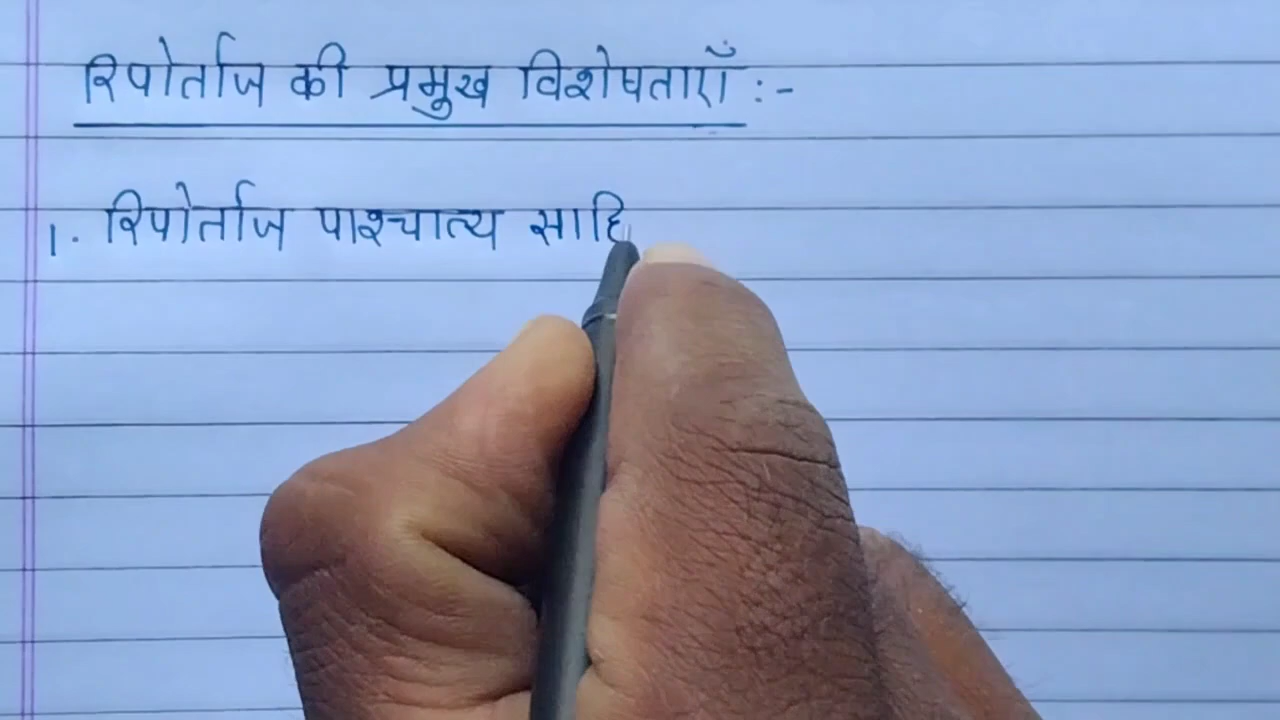 रिपोर्ताज की प्रमुख विशेषताएँ :-
1. रिपोर्ताज पाश्चात्य साहि